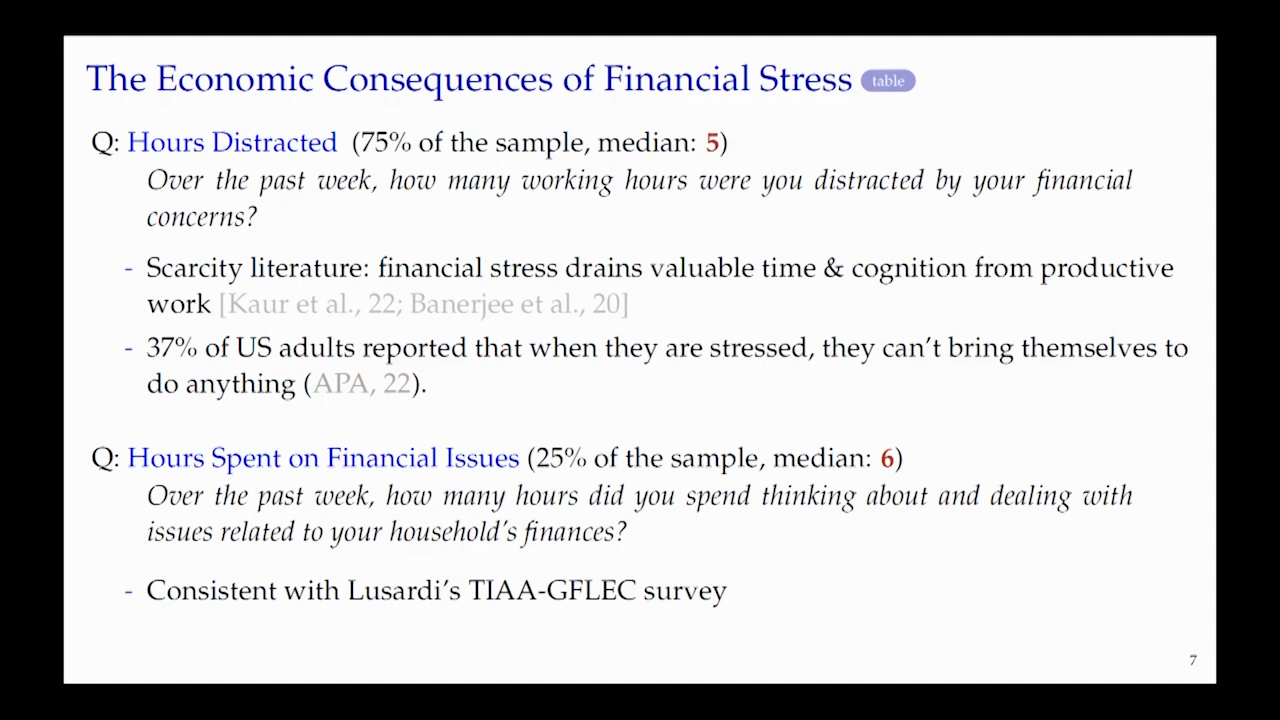 The Economic Consequences of Financial Stress table
Q: Hours Distracted (75% of the sample, median: 5)
Over the past week, how many working hours were you distracted by your financial
concerns?
- Scarcity literature: financial stress drains valuable time & cognition from productive
work [Kaur et al., 22; Banerjee et al., 20]
- 37% of US adults reported that when they are stressed, they can't bring themselves to
do anything (APA, 22).
Q: Hours Spent on Financial Issues (25% of the sample, median: 6)
Over the past week, how many hours did you spend thinking about and dealing with
issues related to your household's finances?
- Consistent with Lusardi's TIAA-GFLEC survey
7